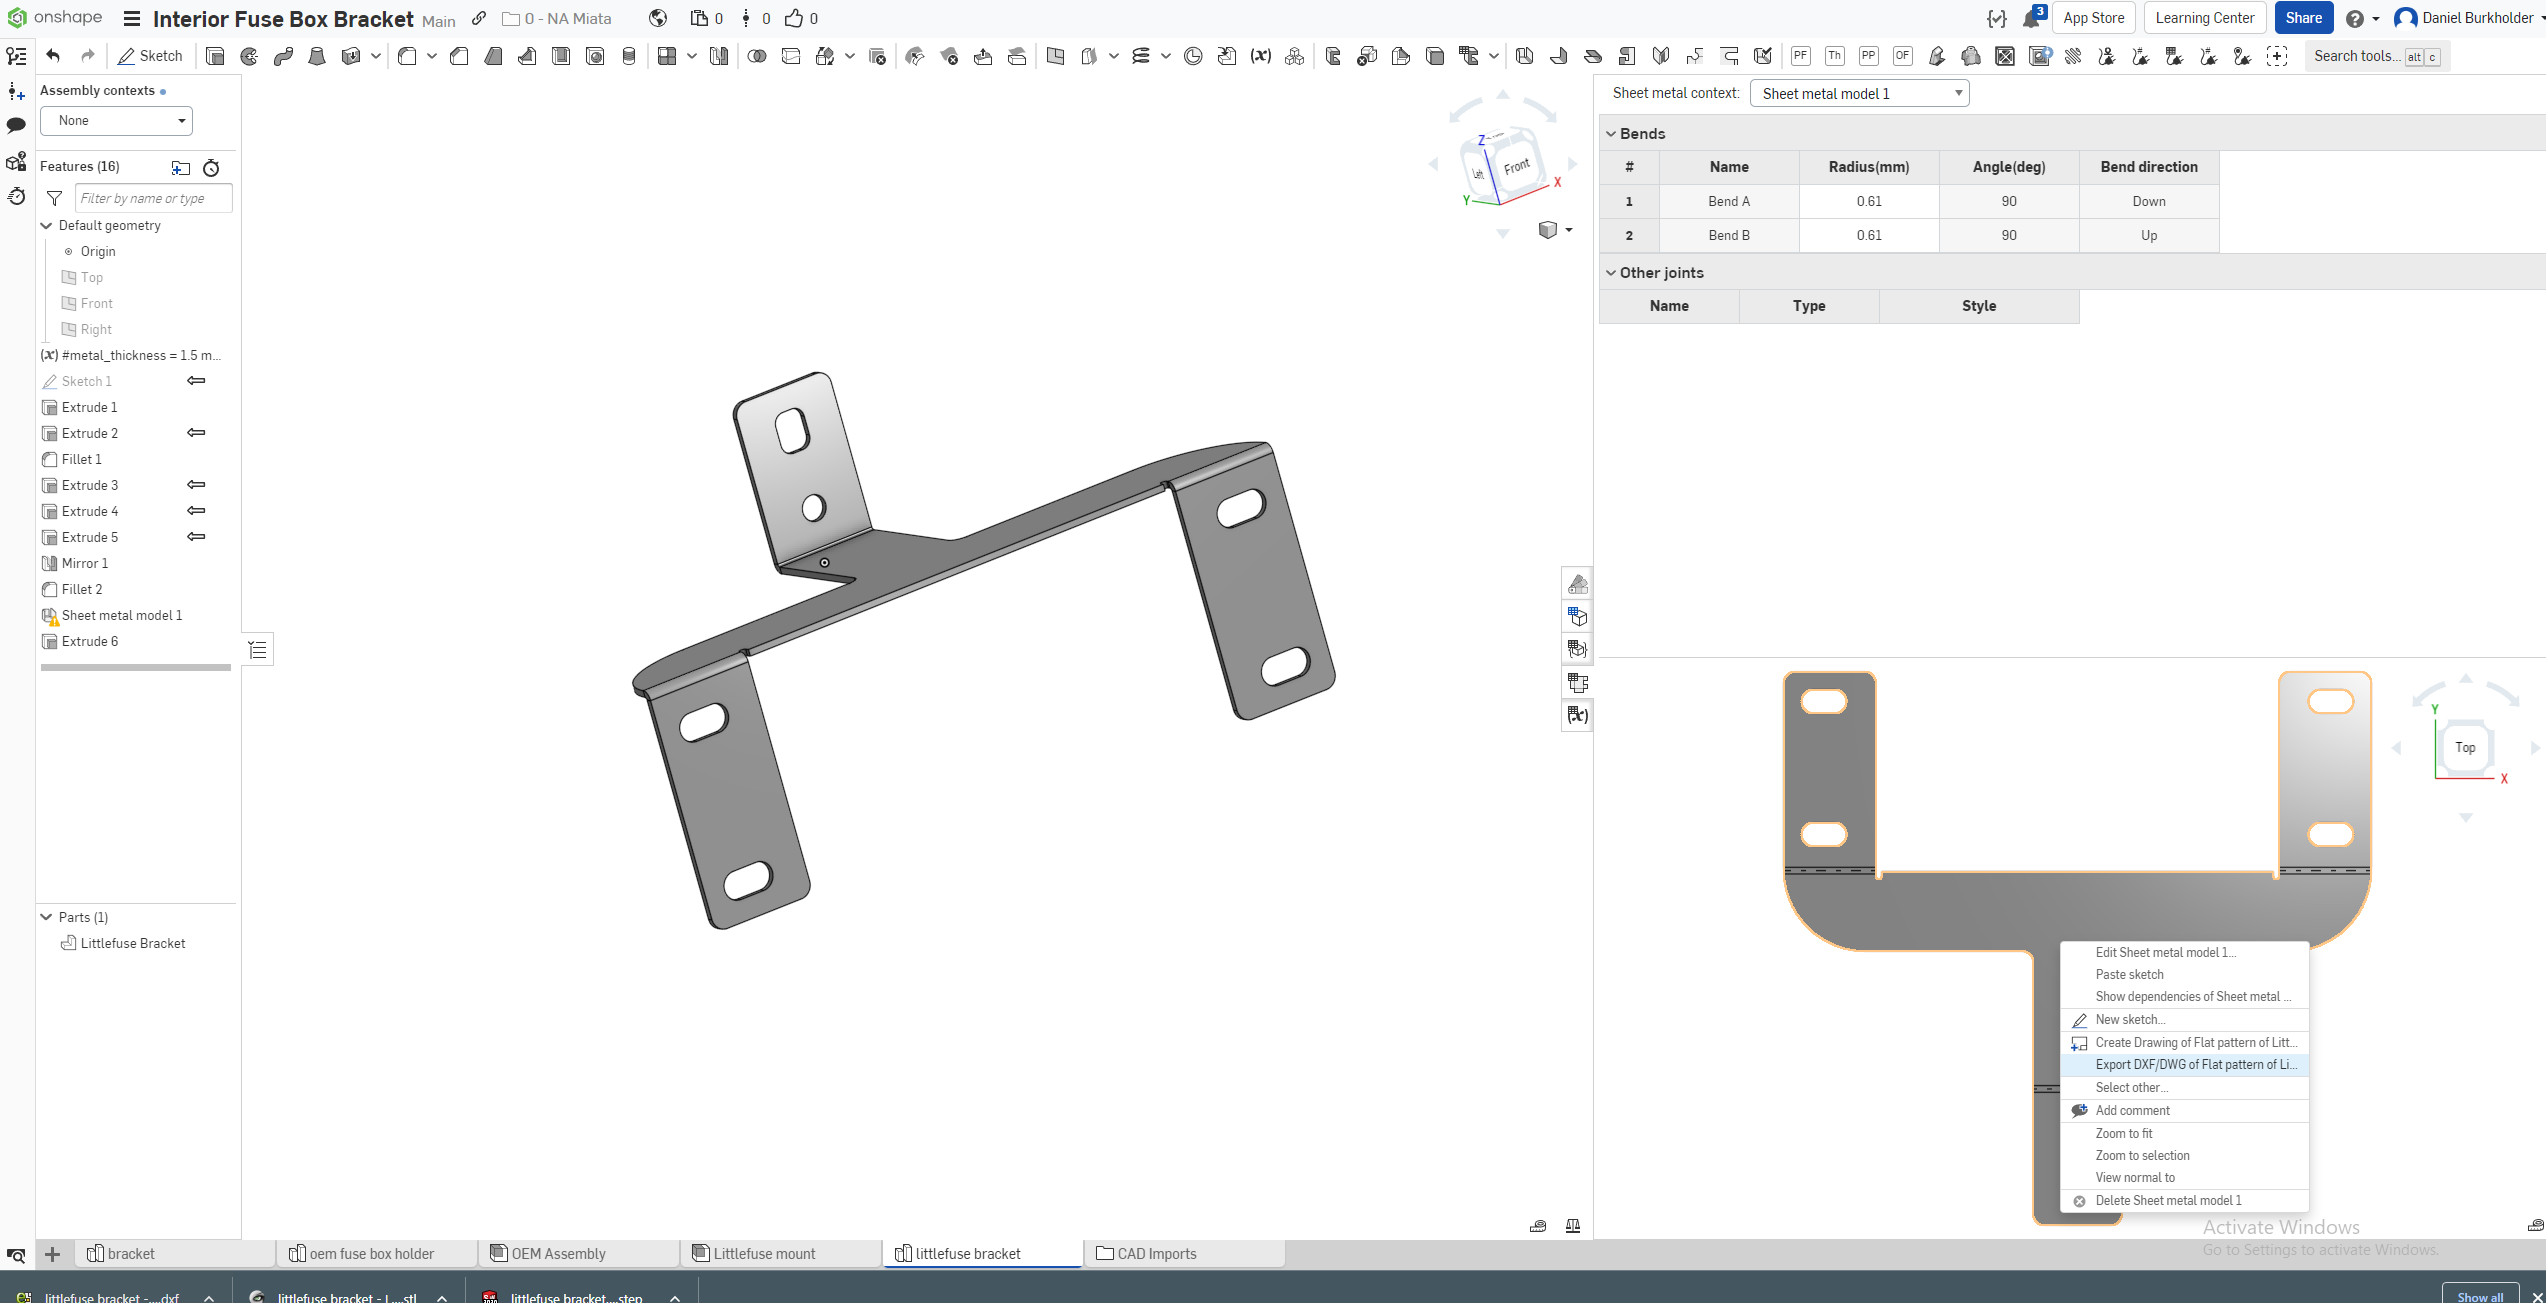 onshape
Interior Fuse Box Bracket Main
0 - NA Miata
0 0 0
3
App Store
Learning Center
Share
Daniel Burkholder
Sketch
PF Th PP OF
Search tools... alt c
Assembly contexts
None
Features (16)
Filter by name or type
Default geometry
Origin
Top
Front
Right
(x) #metal_thickness = 1.5 m...
Sketch 1
Extrude 1
Extrude 2
Fillet 1
Extrude 3
Extrude 4
Extrude 5
Mirror 1
Fillet 2
Sheet metal model 1
Extrude 6
Parts (1)
Littlefuse Bracket
Z
Left
Front
X
Y
Sheet metal context: Sheet metal model 1
Bends
# Name Radius(mm) Angle(deg) Bend direction
1 Bend A 0.61 90 Down
2 Bend B 0.61 90 Up
Other joints
Name Type Style
Y
Top
X
Edit Sheet metal model 1...
Paste sketch
Show dependencies of Sheet metal ...
New sketch...
Create Drawing of Flat pattern of Litt...
Export DXF/DWG of Flat pattern of Li...
Select other...
Add comment
Zoom to fit
Zoom to selection
View normal to
Delete Sheet metal model 1
Activate Windows
Go to Settings to activate Windows.
bracket
oem fuse box holder
OEM Assembly
Littlefuse mount
littlefuse bracket
CAD Imports
littlefuse bracket -....dxf
littlefuse bracket - L....stl
littlefuse bracket....step
Show all